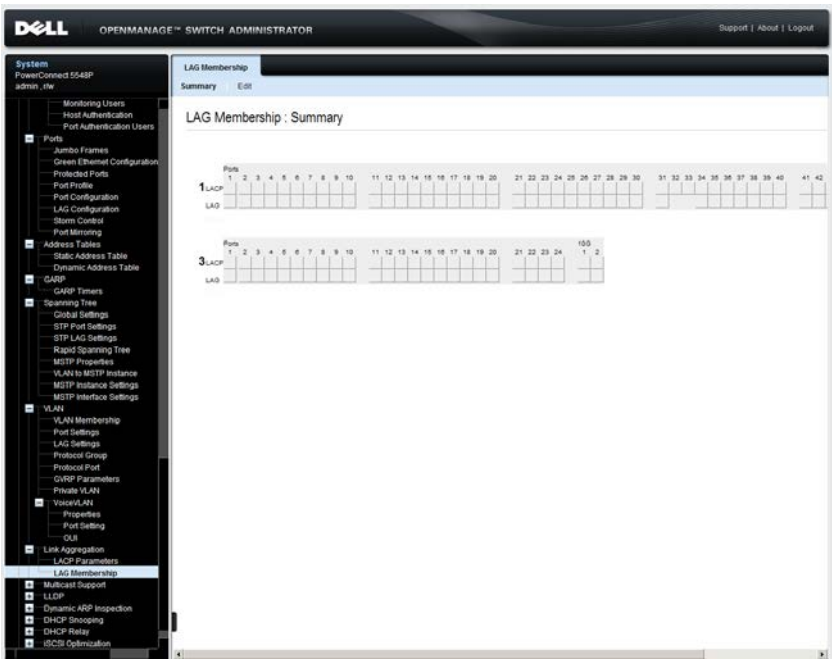 DELL OPENMANAGE™ SWITCH ADMINISTRATOR Support | About | Logout
System
PowerConnect 5548P
admin , r/w
Monitoring Users
Host Authentication
Port Authentication Users
Ports
Jumbo Frames
Green Ethernet Configuration
Protected Ports
Port Profile
Port Configuration
LAG Configuration
Storm Control
Port Mirroring
Address Tables
Static Address Table
Dynamic Address Table
GARP
GARP Timers
Spanning Tree
Global Settings
STP Port Settings
STP LAG Settings
Rapid Spanning Tree
MSTP Properties
VLAN to MSTP Instance
MSTP Instance Settings
MSTP Interface Settings
VLAN
VLAN Membership
Port Settings
LAG Settings
Protocol Group
Protocol Port
GVRP Parameters
Private VLAN
VoiceVLAN
Properties
Port Setting
OUI
Link Aggregation
LACP Parameters
LAG Membership
Multicast Support
LLDP
Dynamic ARP Inspection
DHCP Snooping
DHCP Relay
iSCSI Optimization
LAG Membership
Summary Edit
LAG Membership : Summary
Ports
1 2 3 4 5 6 7 8 9 10 11 12 13 14 15 16 17 18 19 20 21 22 23 24 25 26 27 28 29 30 31 32 33 34 35 36 37 38 39 40 41 42
1 LACP
LAG
Ports 10G
1 2 3 4 5 6 7 8 9 10 11 12 13 14 15 16 17 18 19 20 21 22 23 24 1 2
3 LACP
LAG